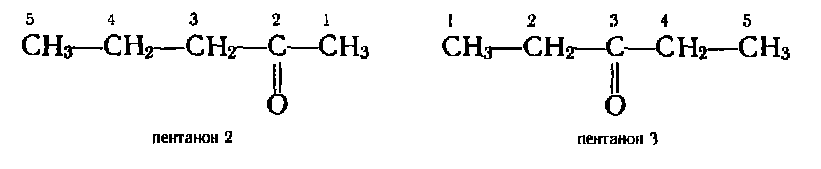 5 4 3 2 1 1 2 3 4 5
CH3—CH2—CH2—C—CH3 CH3—CH2—C—CH2—CH3
O O
пентанон 2 пентанон 3